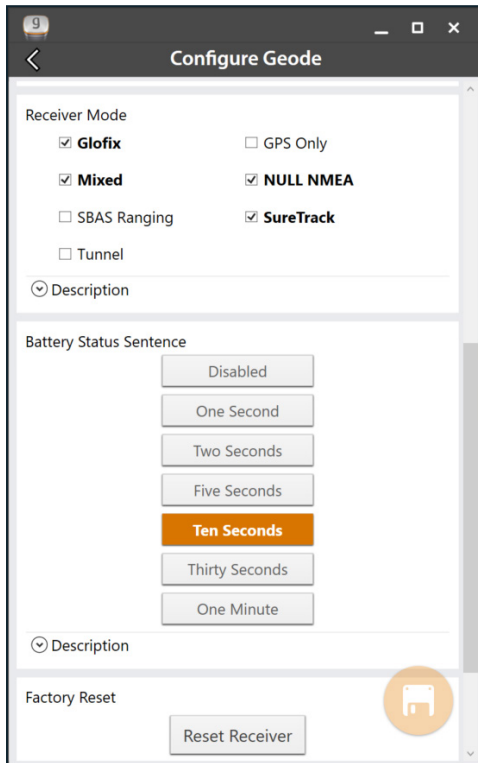 g
Configure Geode
Receiver Mode
Glofix
GPS Only
Mixed
NULL NMEA
SBAS Ranging
SureTrack
Tunnel
Description
Battery Status Sentence
Disabled
One Second
Two Seconds
Five Seconds
Ten Seconds
Thirty Seconds
One Minute
Description
Factory Reset
Reset Receiver